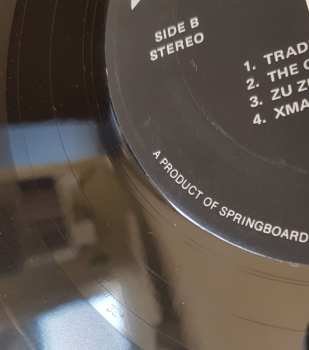 SIDE B
STEREO
1. TRAD
2. THE
3. ZU Z
4. XMA
A PRODUCT OF SPRINGBOARD